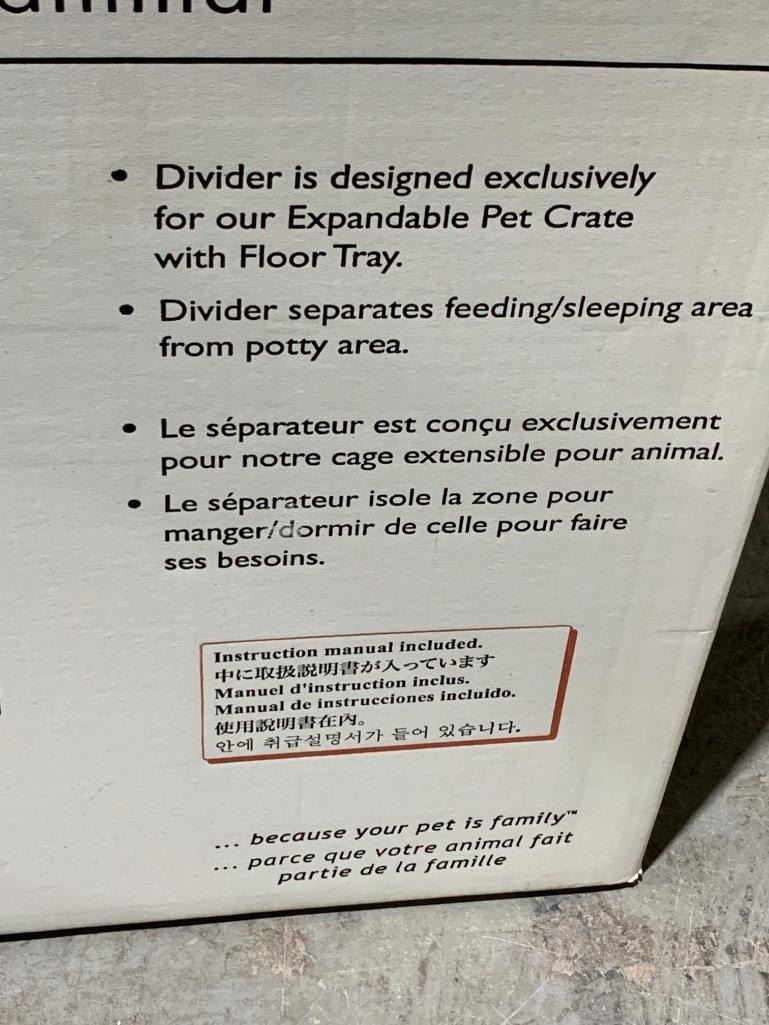 • Divider is designed exclusively
for our Expandable Pet Crate
with Floor Tray.
• Divider separates feeding/sleeping area
from potty area.
• Le séparateur est conçu exclusivement
pour notre cage extensible pour animal.
• Le séparateur isole la zone pour
manger/dormir de celle pour faire
ses besoins.
Instruction manual included.
中に取扱説明書が入っています
Manuel d'instruction inclus.
Manual de instrucciones incluido.
使用說明書在內。
안에 취급설명서가 들어 있습니다.
... because your pet is family™
... parce que votre animal fait
partie de la famille